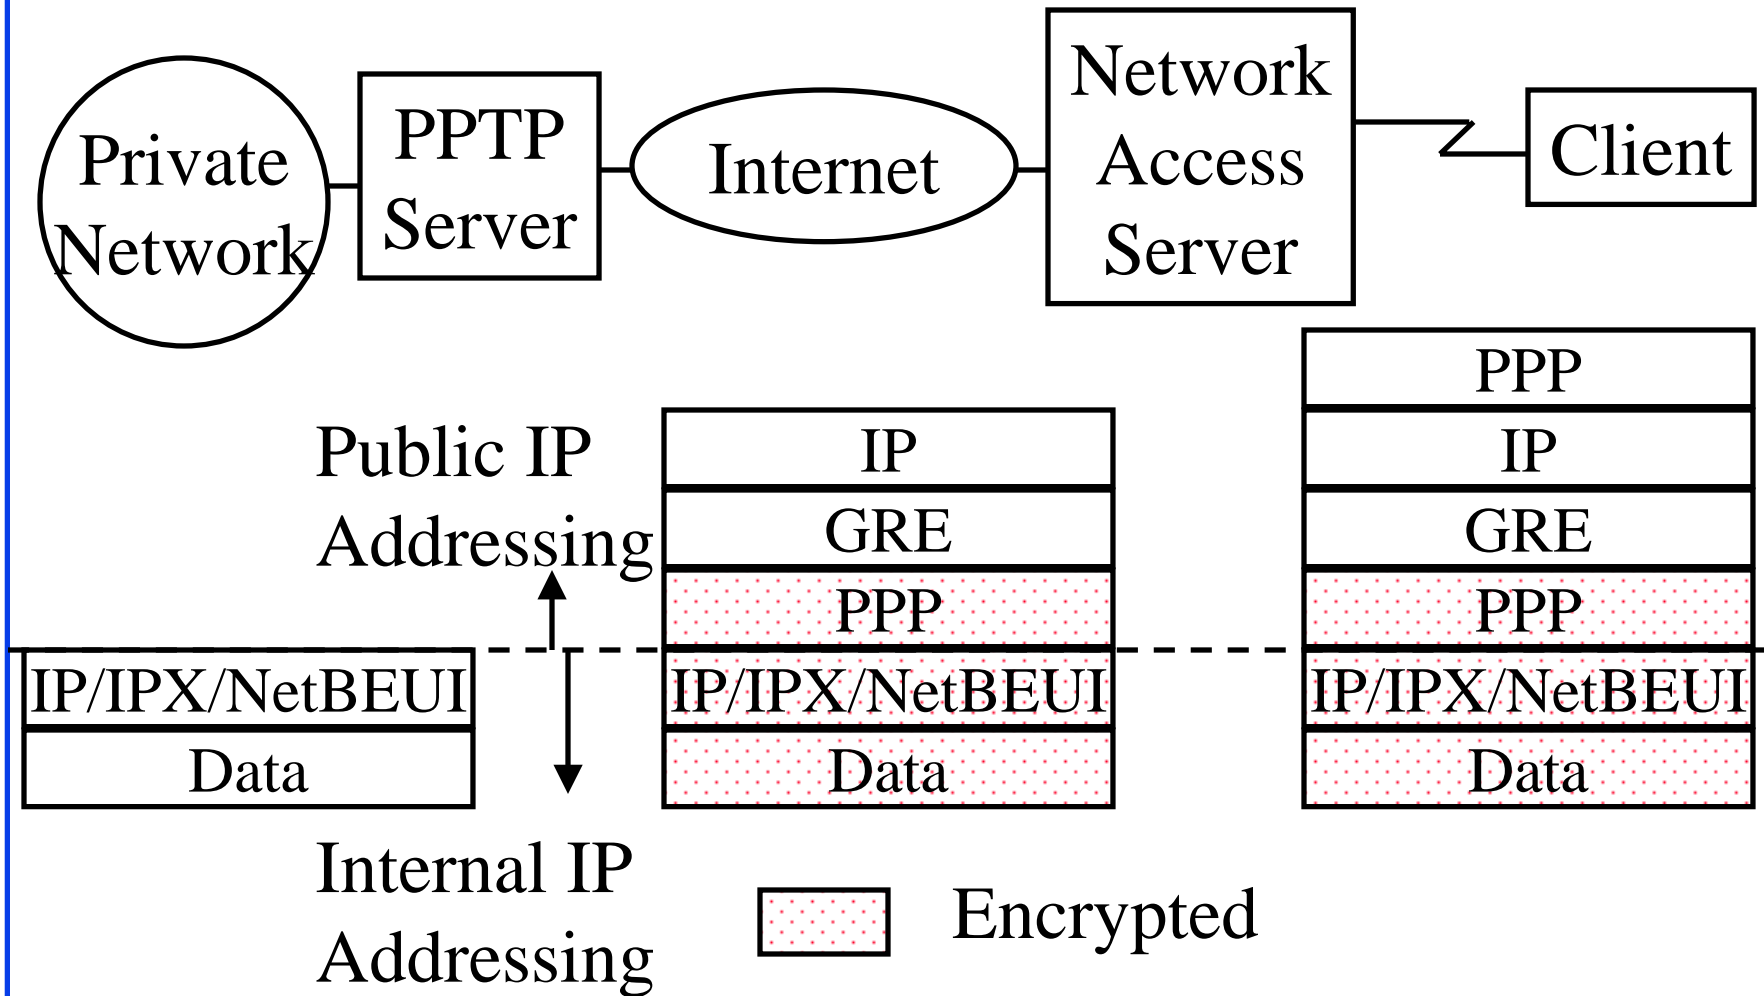 Private
Network
PPTP
Server
Internet
Network
Access
Server
Client
Public IP
Addressing
IP/IPX/NetBEUI
Data
Internal IP
Addressing
IP
GRE
PPP
IP/IPX/NetBEUI
Data
PPP
IP
GRE
PPP
IP/IPX/NetBEUI
Data
Encrypted